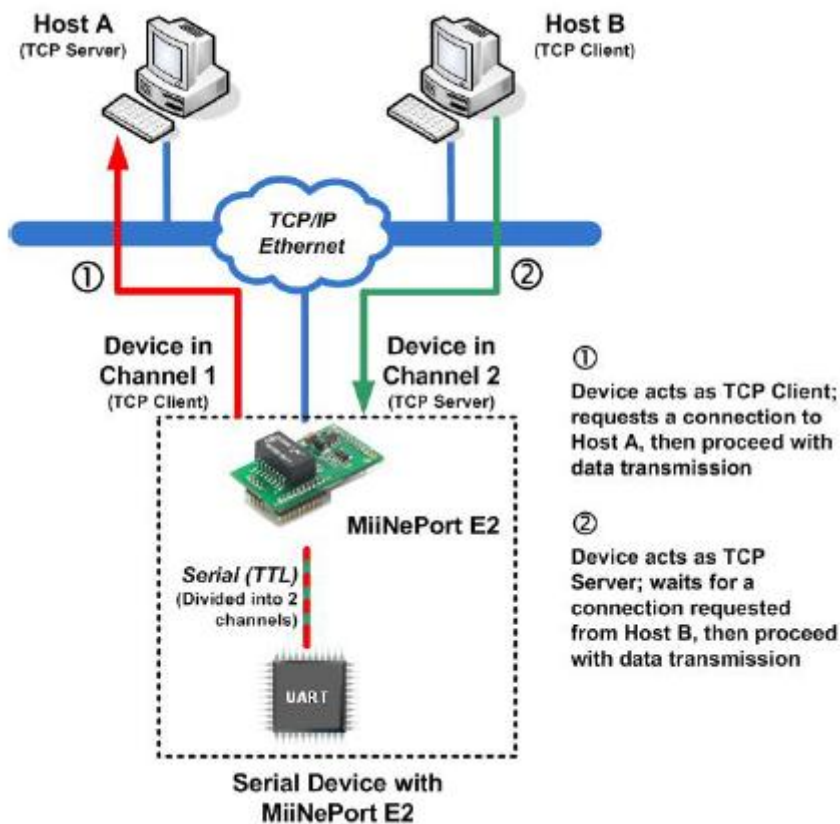 Host A
(TCP Server)
Host B
(TCP Client)
TCP/IP
Ethernet
①
②
Device in
Channel 1
(TCP Client)
Device in
Channel 2
(TCP Server)
MiiNePort E2
Serial (TTL)
(Divided into 2
channels)
UART
Serial Device with
MiiNePort E2
①
Device acts as TCP Client;
requests a connection to
Host A, then proceed with
data transmission
②
Device acts as TCP
Server; waits for a
connection requested
from Host B, then proceed
with data transmission